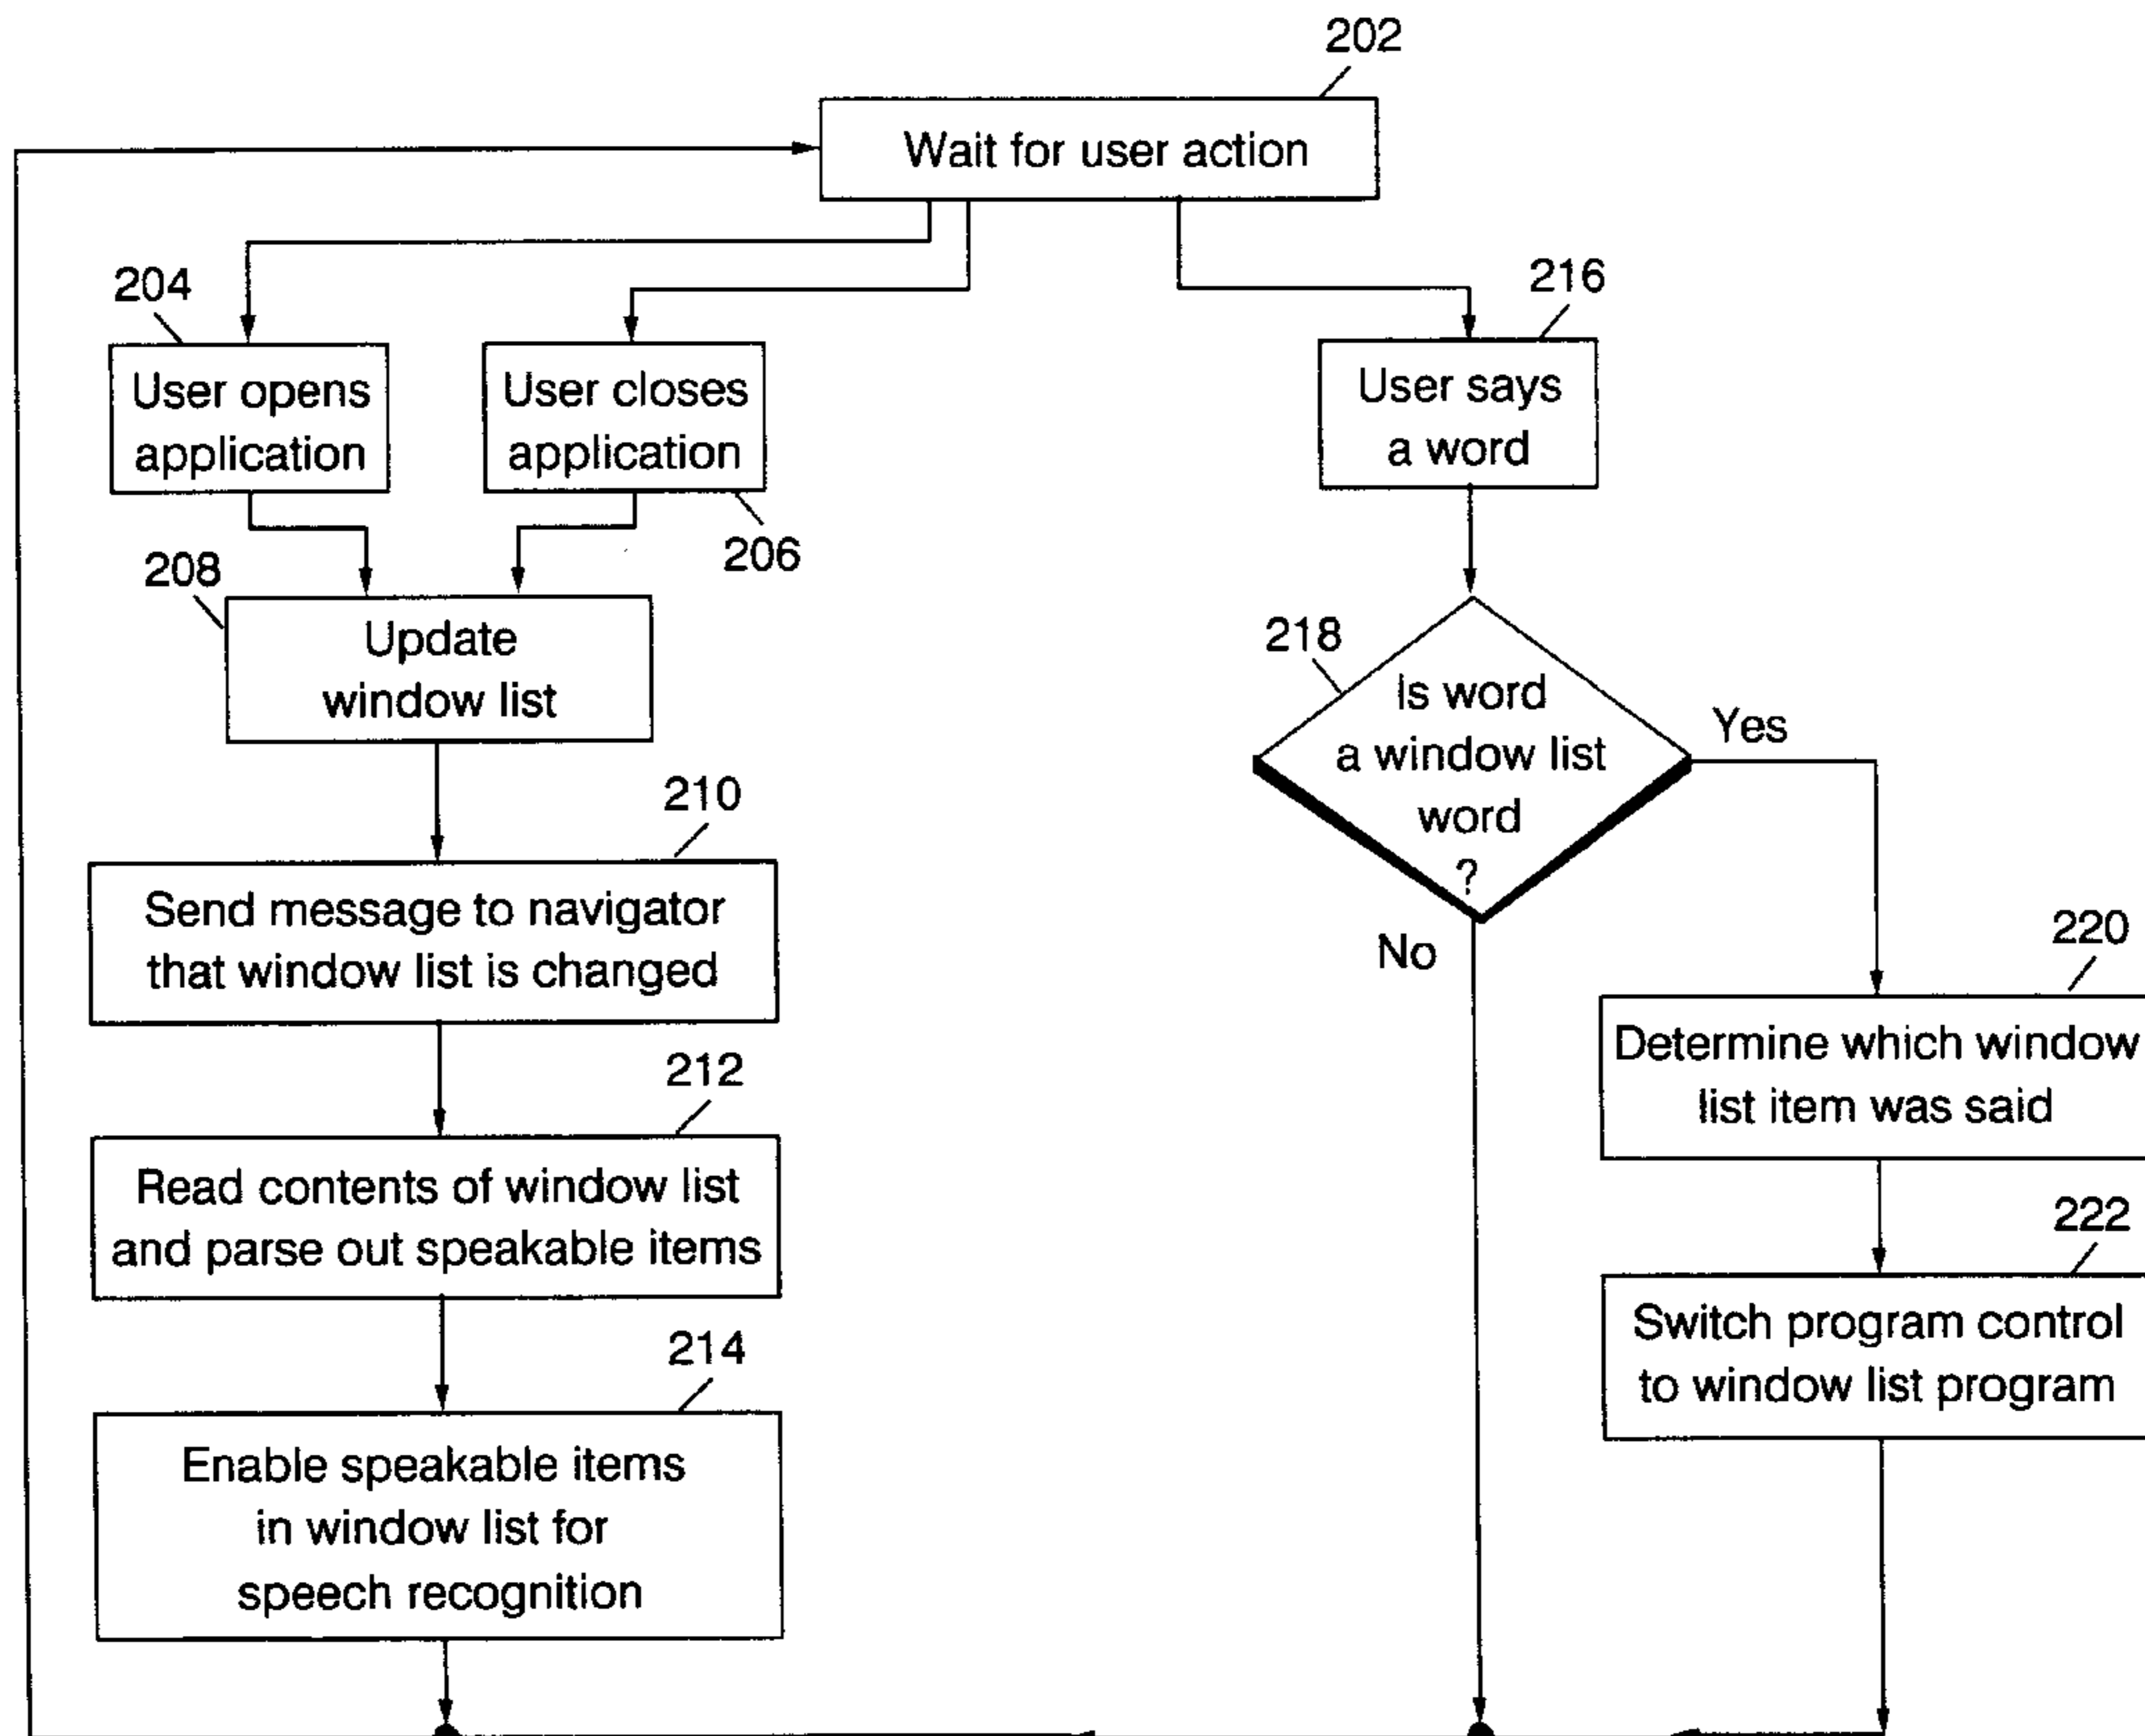 202
Wait for user action
204
User opens
application
User closes
application
206
216
User says
a word
208
Update
window list
218
Is word
a window list
word
?
Yes
No
210
Send message to navigator
that window list is changed
220
Determine which window
list item was said
212
Read contents of window list
and parse out speakable items
222
Switch program control
to window list program
214
Enable speakable items
in window list for
speech recognition